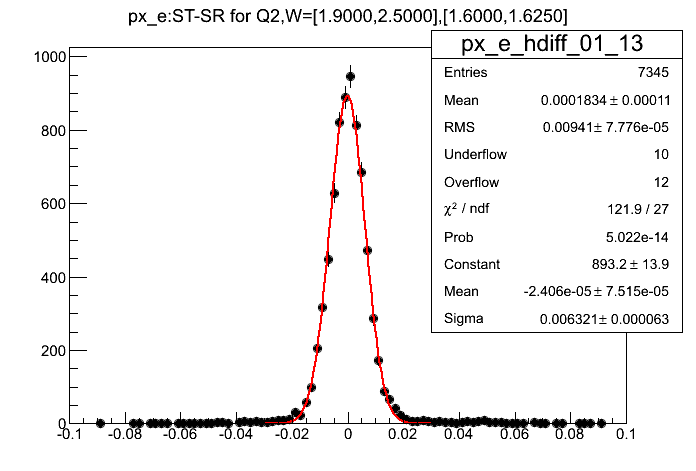 px_e:ST-SR for Q2,W=[1.9000,2.5000],[1.6000,1.6250]
px_e_hdiff_01_13
Entries 7345
Mean 0.0001834 ± 0.00011
RMS 0.00941 ± 7.776e-05
Underflow 10
Overflow 12
χ² / ndf 121.9 / 27
Prob 5.022e-14
Constant 893.2 ± 13.9
Mean -2.406e-05 ± 7.515e-05
Sigma 0.006321 ± 0.000063
1000
800
600
400
200
0
-0.1 -0.08 -0.06 -0.04 -0.02 0 0.02 0.04 0.06 0.08 0.1